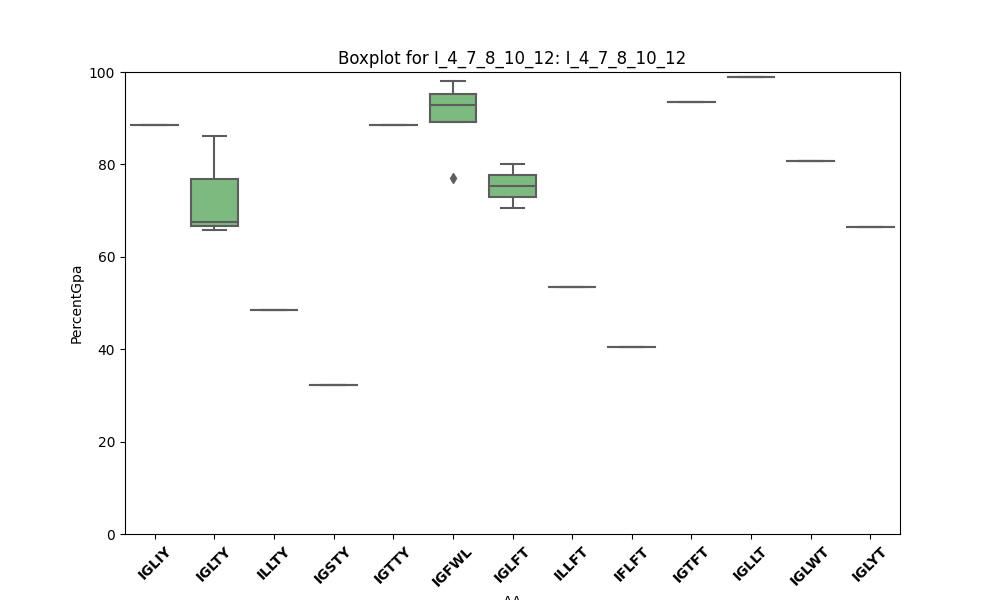 Boxplot for I_4_7_8_10_12: I_4_7_8_10_12
100
80
60
40
20
0
PercentGpa
IGLIY
IGLTY
ILLTY
IGSTY
IGTTY
IGFWL
IGLFT
ILLFT
IFLFT
IGTFT
IGLLT
IGLWT
IGLYT
AA